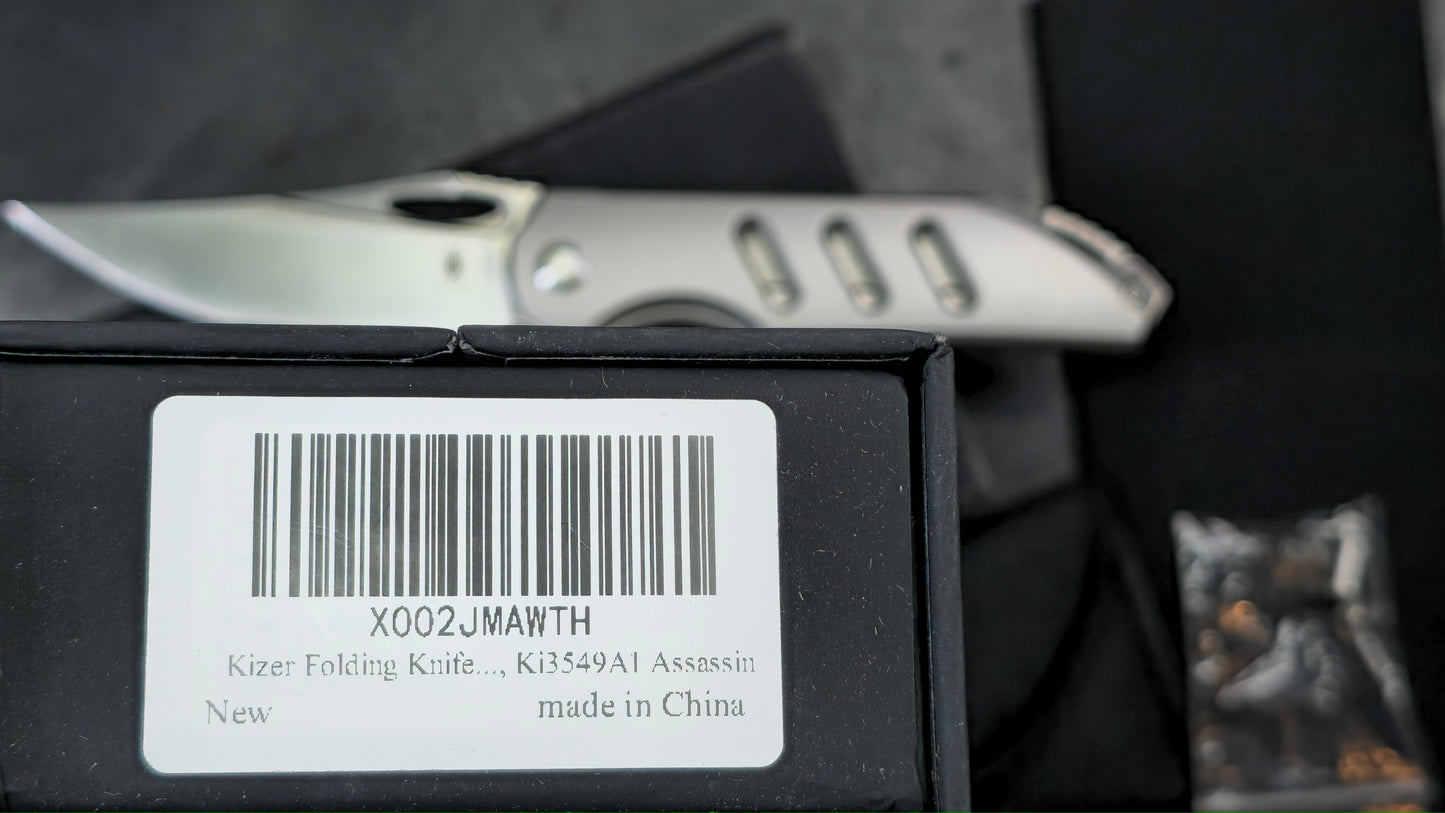 X002JMAWTH
Kizer Folding Knife..., Ki3549A1 Assassin
New
made in China